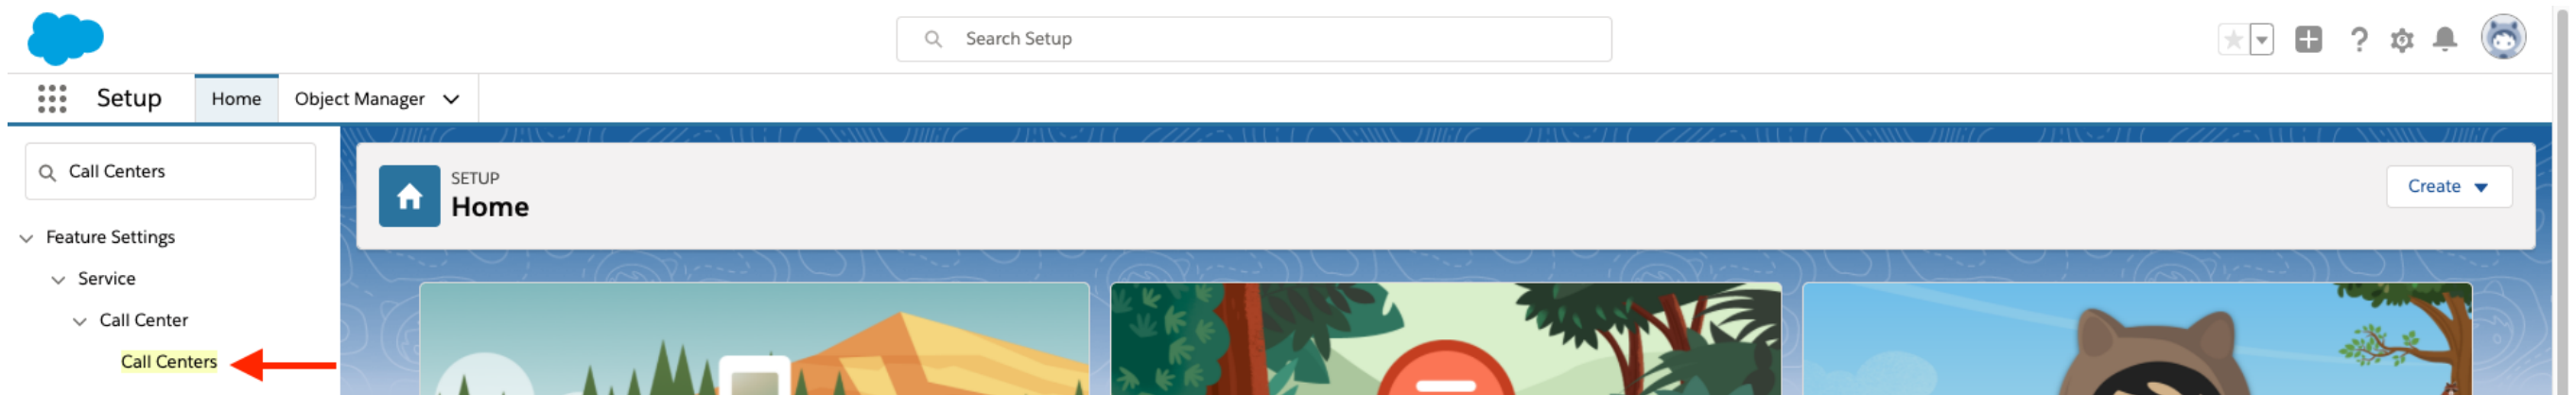 Search Setup
Setup Home Object Manager
Call Centers
SETUP
Home
Create
Feature Settings
Service
Call Center
Call Centers